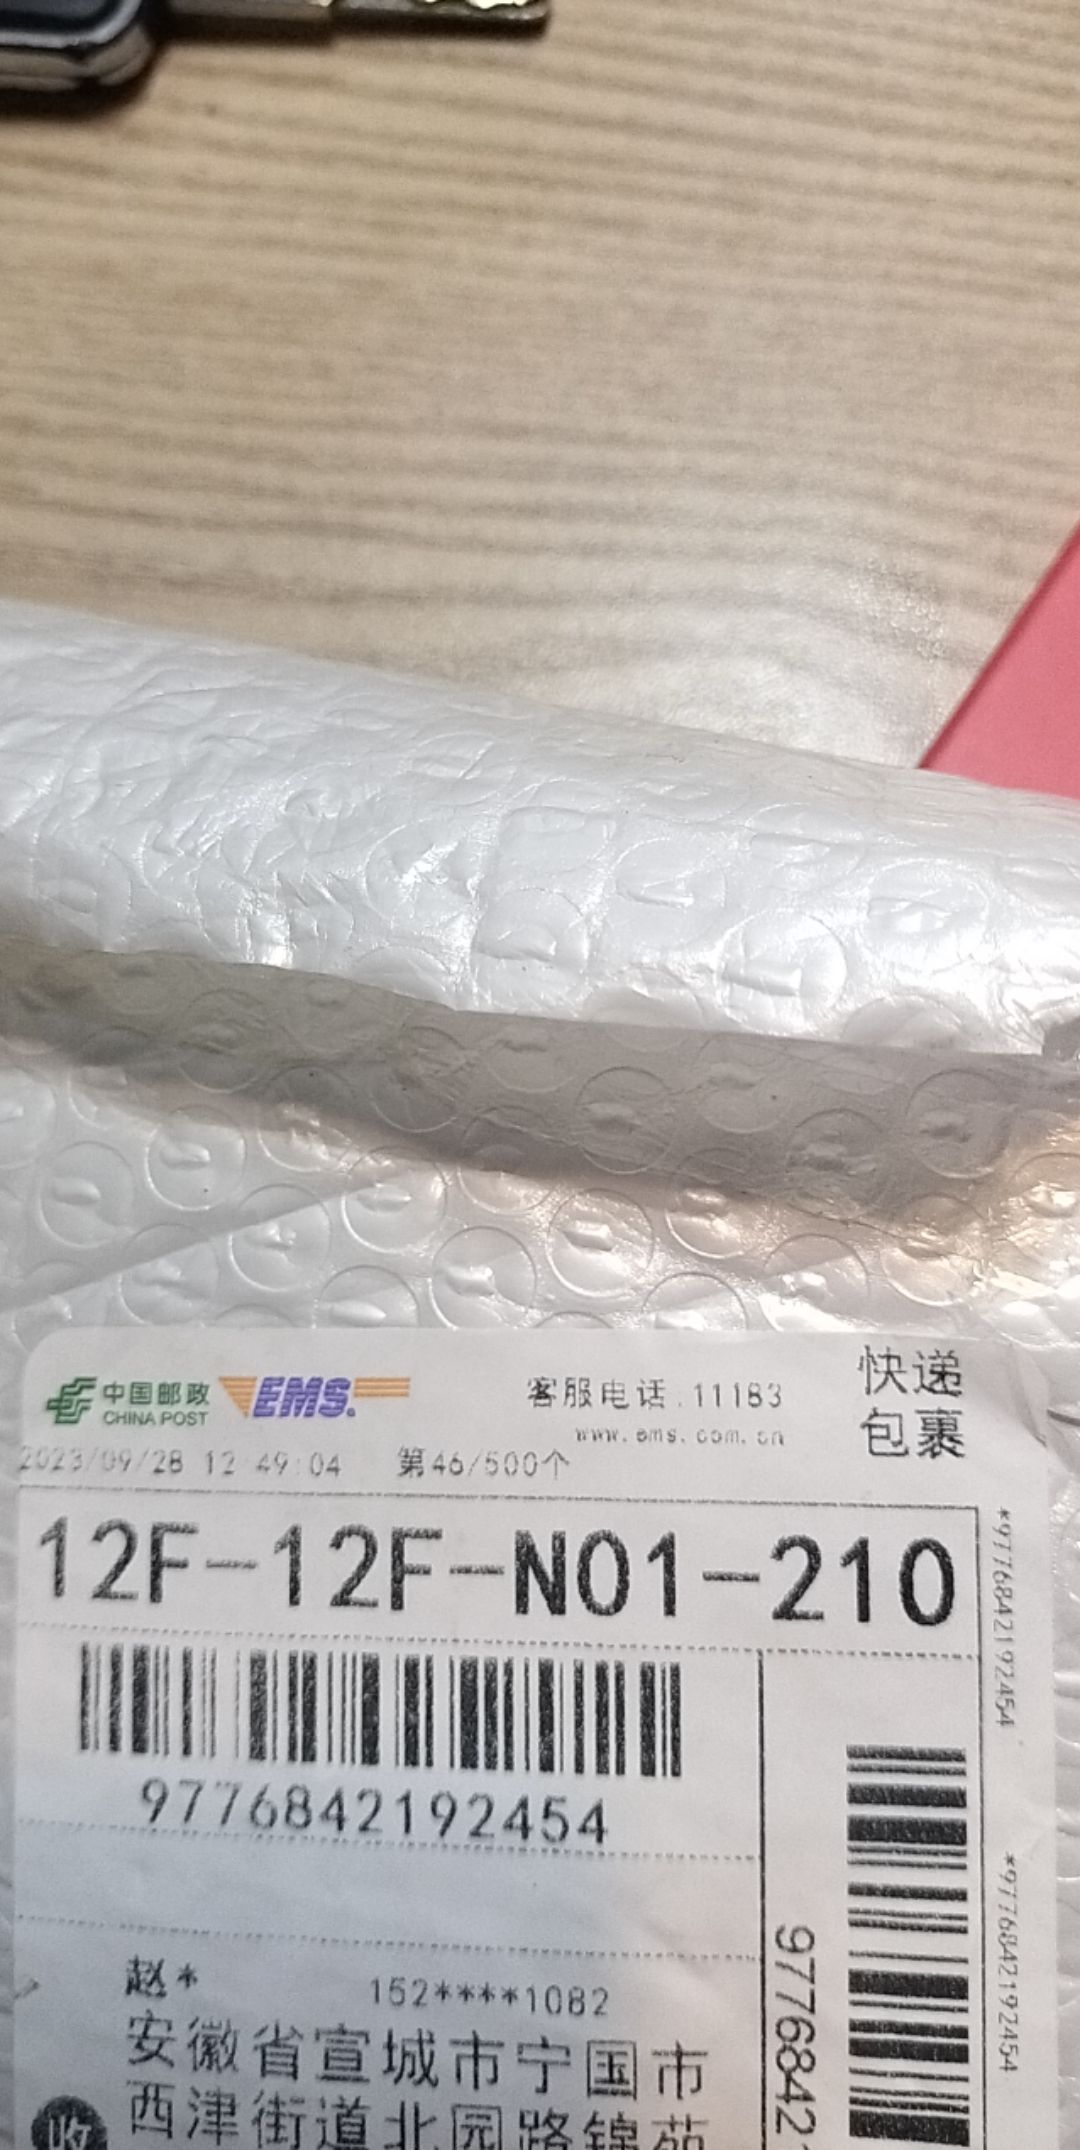 中国邮政
CHINA POST
EMS
客服电话:11183
www.ems.com.cn
快递
包裹
2023/09/28 12:49:04 第46/500个
12F-12F-N01-210
9776842192454
*9776842192454
*9776842192454
赵* 152****1082
安徽省宣城市宁国市
西津街道北园路锦苑
收